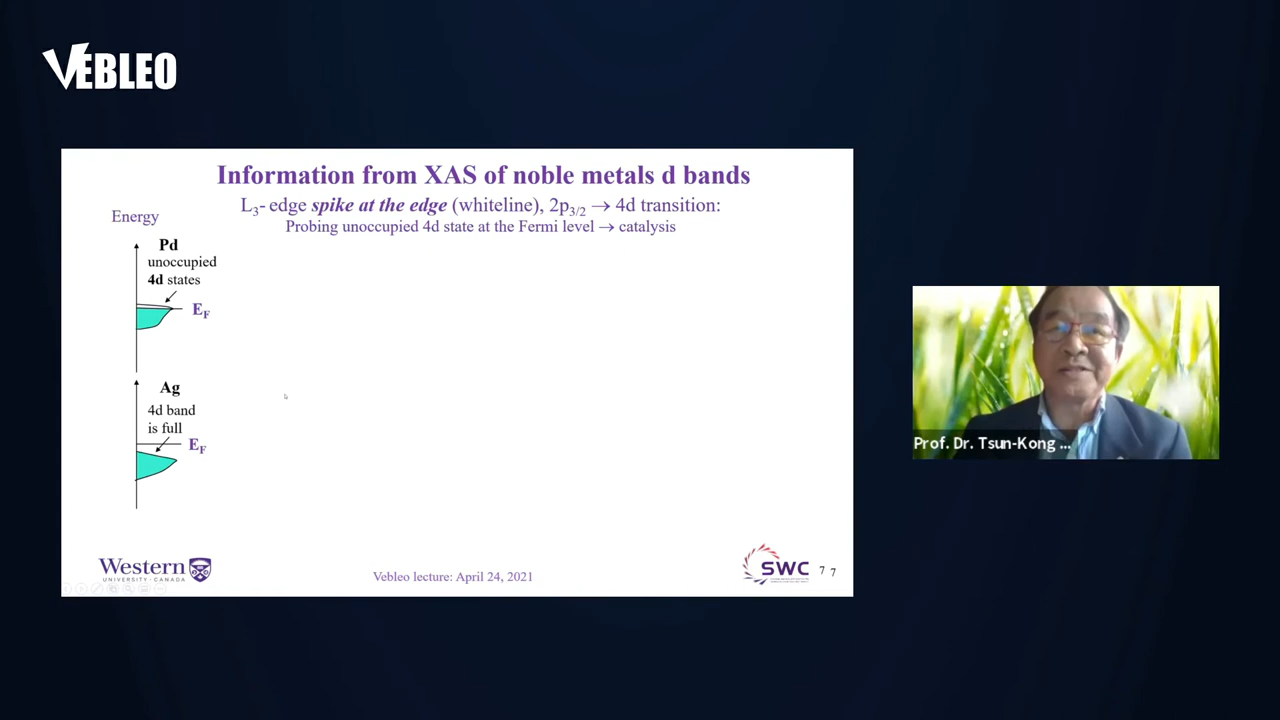 VEBLEO
Information from XAS of noble metals d bands
L3- edge spike at the edge (whiteline), 2p3/2 → 4d transition:
Probing unoccupied 4d state at the Fermi level → catalysis
Energy
Pd
unoccupied
4d states
EF
Ag
4d band
is full
EF
Prof. Dr. Tsun-Kong ...
Western
UNIVERSITY · CANADA
Vebleo lecture: April 24, 2021
SWC
7 7